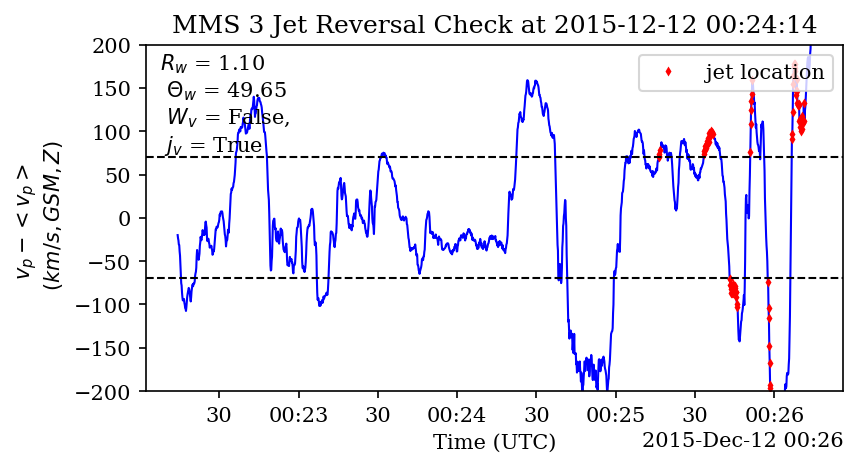 MMS 3 Jet Reversal Check at 2015-12-12 00:24:14
R_w = 1.10
Θ_w = 49.65
W_v = False,
j_v = True
jet location
v_p − <v_p>
(km/s, GSM, Z)
200
150
100
50
0
−50
−100
−150
−200
30
00:23
30
00:24
30
00:25
30
00:26
Time (UTC)
2015-Dec-12 00:26